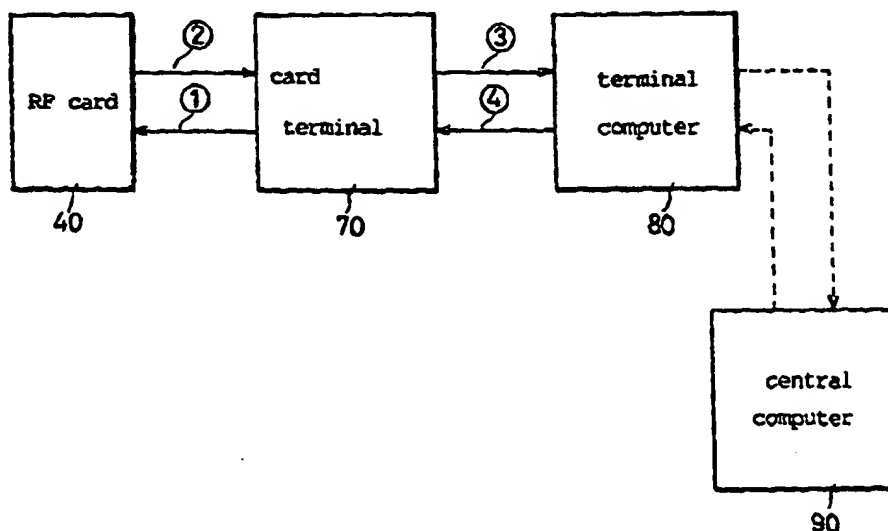 ② ③
RF card card terminal
① ④
terminal computer
40 70 80
central
computer
90